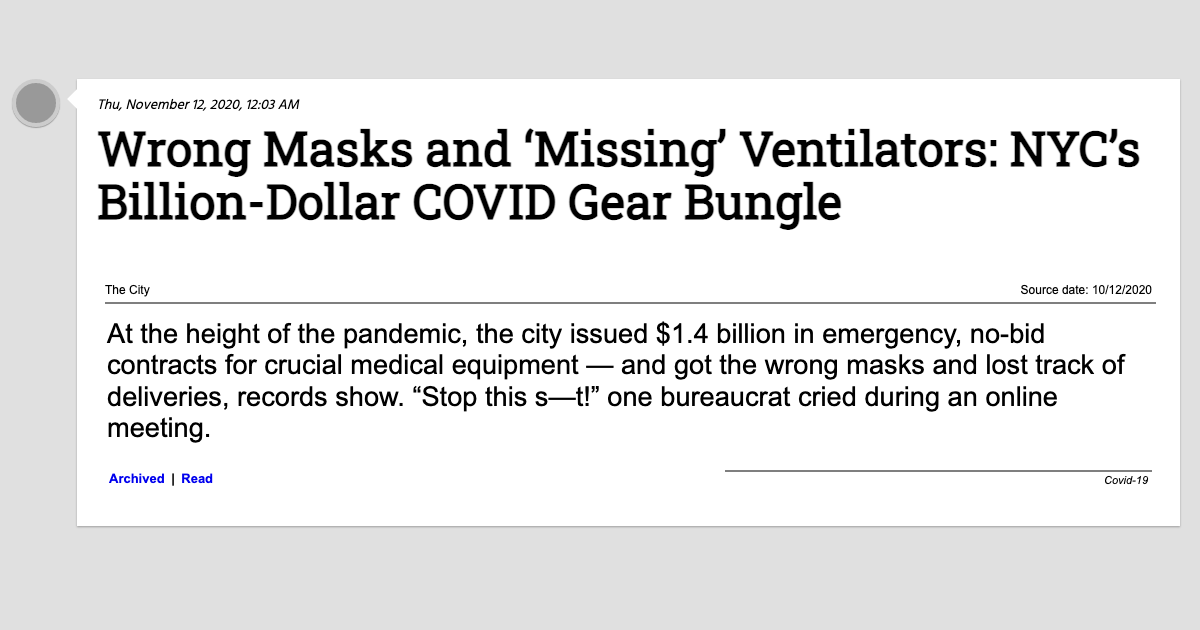 Thu, November 12, 2020, 12:03 AM
Wrong Masks and ‘Missing’ Ventilators: NYC’s
Billion-Dollar COVID Gear Bungle
The City
Source date: 10/12/2020
At the height of the pandemic, the city issued $1.4 billion in emergency, no-bid
contracts for crucial medical equipment — and got the wrong masks and lost track of
deliveries, records show. “Stop this s—t!” one bureaucrat cried during an online
meeting.
Archived | Read
Covid-19